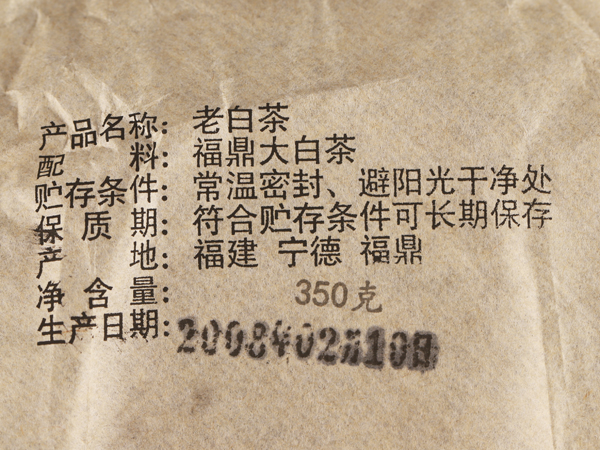 产品名称：老白茶
配料：福鼎大白茶
贮存条件：常温密封、避阳光干净处
保质期：符合贮存条件可长期保存
产地：福建 宁德 福鼎
净含量：350克
生产日期：2008年02月10日